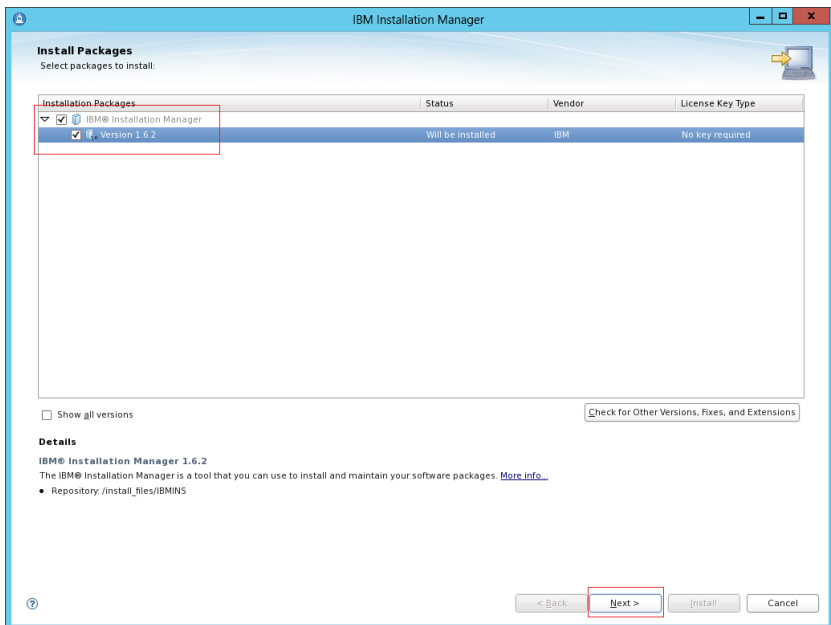 IBM Installation Manager
Install Packages
Select packages to install:
Installation Packages Status Vendor License Key Type
IBM® Installation Manager
Version 1.6.2 Will be installed IBM No key required
Show all versions
Check for Other Versions, Fixes, and Extensions
Details
IBM® Installation Manager 1.6.2
The IBM® Installation Manager is a tool that you can use to install and maintain your software packages. More info...
• Repository: /install_files/IBMINS
? < Back Next > Install Cancel